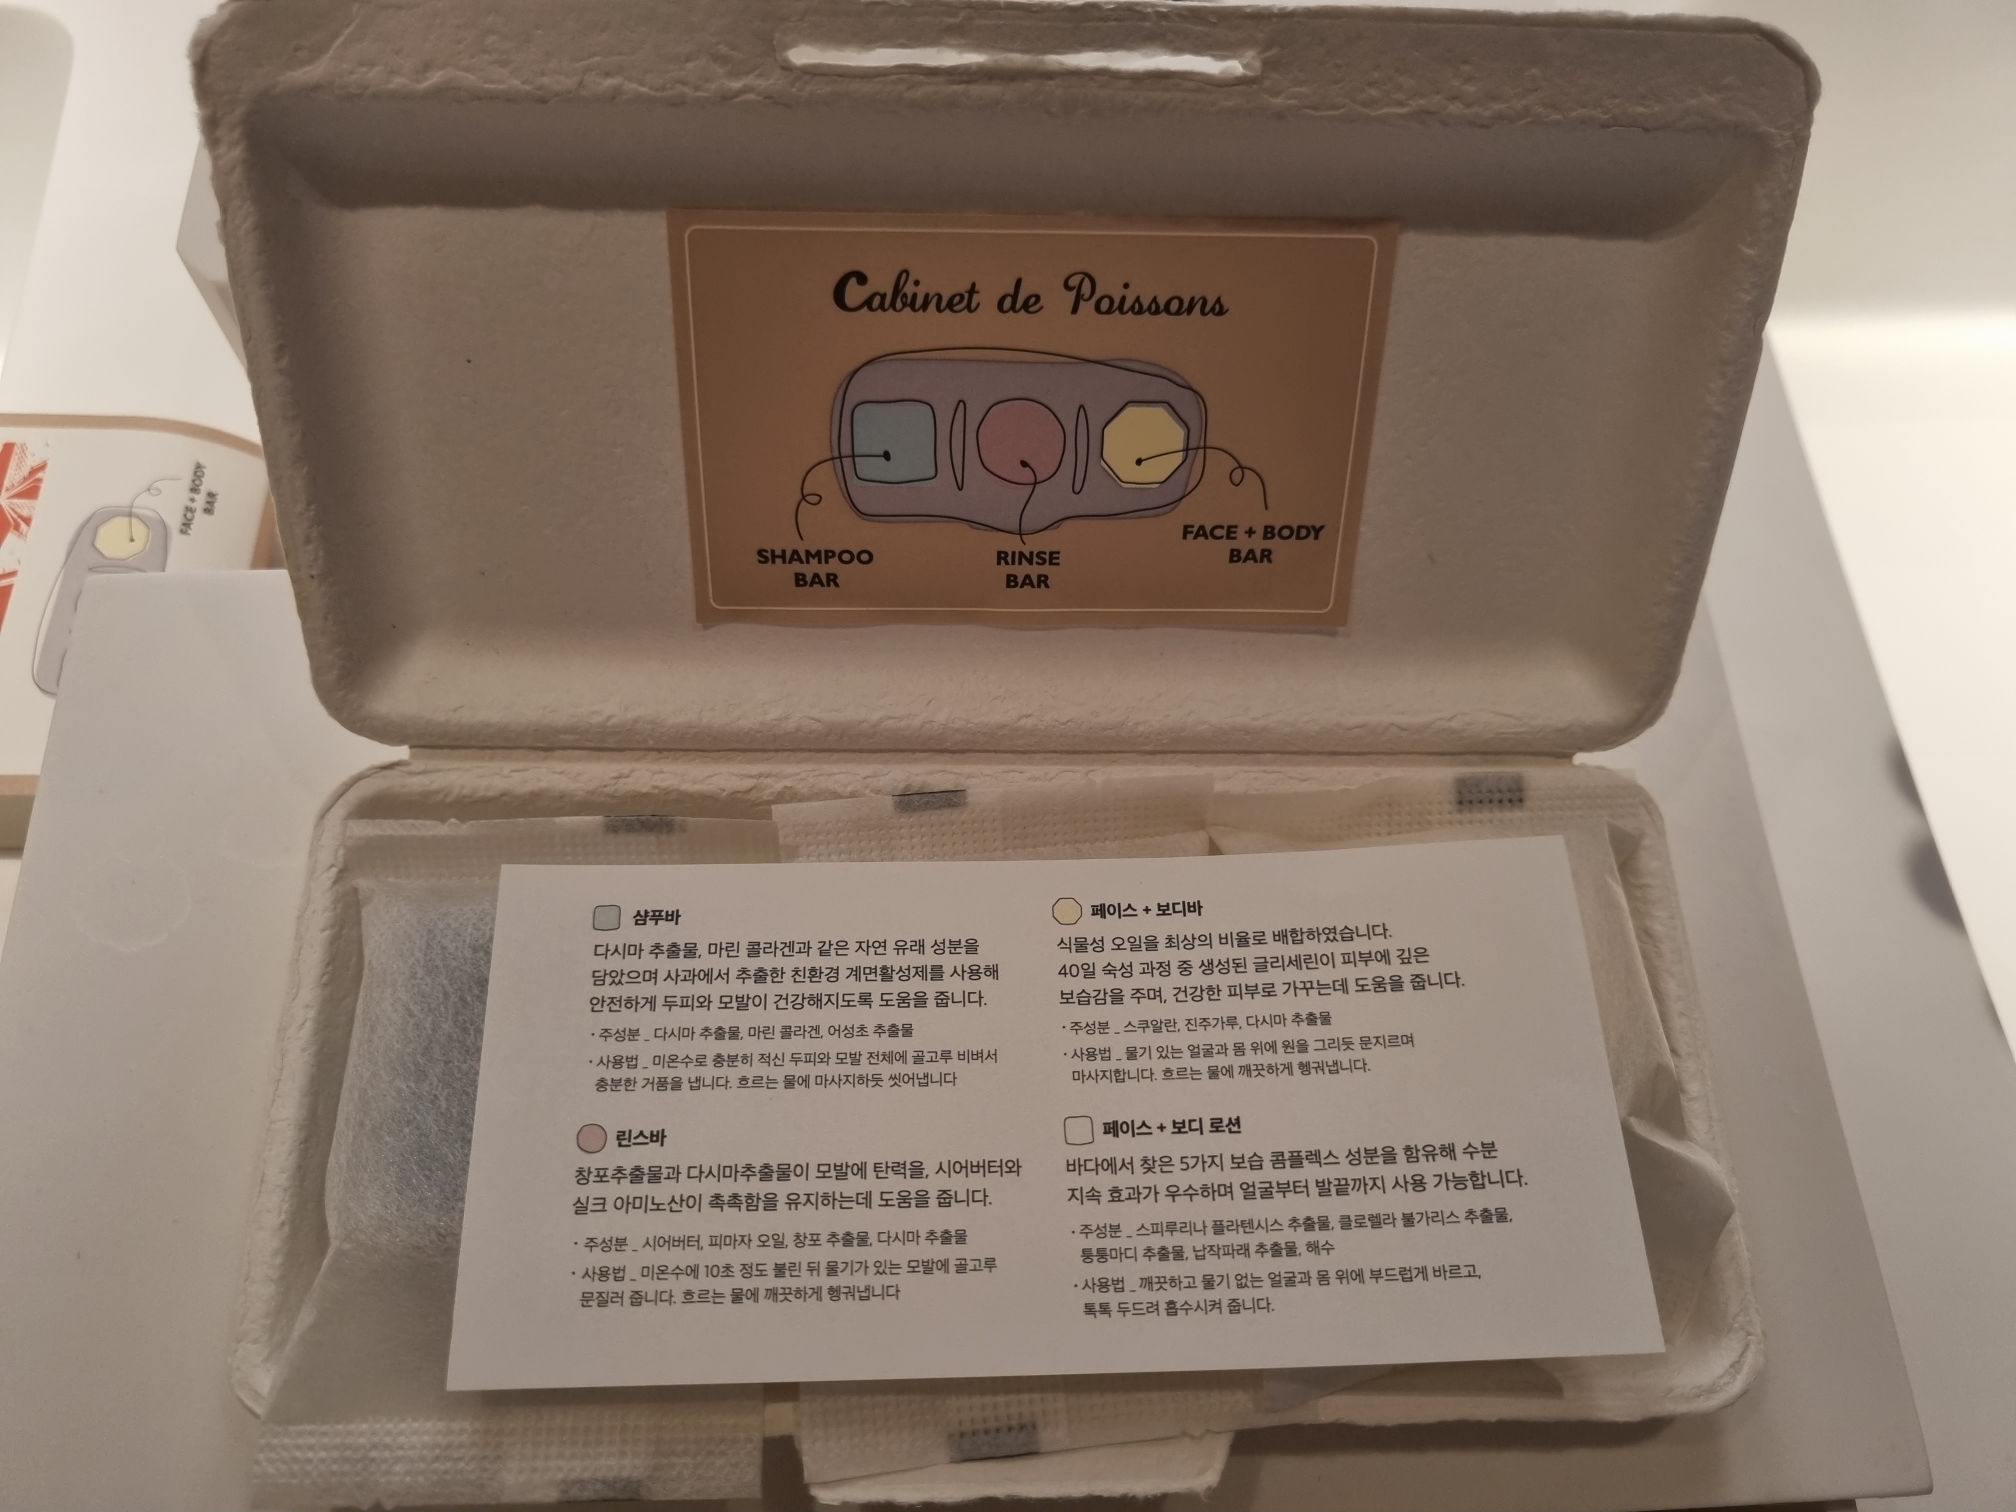 Cabinet de Poissons
SHAMPOO
BAR
RINSE
BAR
FACE + BODY
BAR
FACE + BODY
BAR
샴푸바
다시마 추출물, 마린 콜라겐과 같은 자연 유래 성분을
담았으며 사과에서 추출한 친환경 계면활성제를 사용해
안전하게 두피와 모발이 건강해지도록 도움을 줍니다.
· 주성분 _ 다시마 추출물, 마린 콜라겐, 어성초 추출물
· 사용법 _ 미온수로 충분히 적신 두피와 모발 전체에 골고루 비벼서
충분한 거품을 냅니다. 흐르는 물에 마사지하듯 씻어냅니다
린스바
창포추출물과 다시마추출물이 모발에 탄력을, 시어버터와
실크 아미노산이 촉촉함을 유지하는데 도움을 줍니다.
· 주성분 _ 시어버터, 피마자 오일, 창포 추출물, 다시마 추출물
· 사용법 _ 미온수에 10초 정도 불린 뒤 물기가 있는 모발에 골고루
문질러 줍니다. 흐르는 물에 깨끗하게 헹궈냅니다
페이스 + 보디바
식물성 오일을 최상의 비율로 배합하였습니다.
40일 숙성 과정 중 생성된 글리세린이 피부에 깊은
보습감을 주며, 건강한 피부로 가꾸는데 도움을 줍니다.
· 주성분 _ 스쿠알란, 진주가루, 다시마 추출물
· 사용법 _ 물기 있는 얼굴과 몸 위에 원을 그리듯 문지르며
마사지합니다. 흐르는 물에 깨끗하게 헹궈냅니다.
페이스 + 보디 로션
바다에서 찾은 5가지 보습 콤플렉스 성분을 함유해 수분
지속 효과가 우수하며 얼굴부터 발끝까지 사용 가능합니다.
· 주성분 _ 스피루리나 플라텐시스 추출물, 클로렐라 불가리스 추출물,
퉁퉁마디 추출물, 납작파래 추출물, 해수
· 사용법 _ 깨끗하고 물기 없는 얼굴과 몸 위에 부드럽게 바르고,
톡톡 두드려 흡수시켜 줍니다.